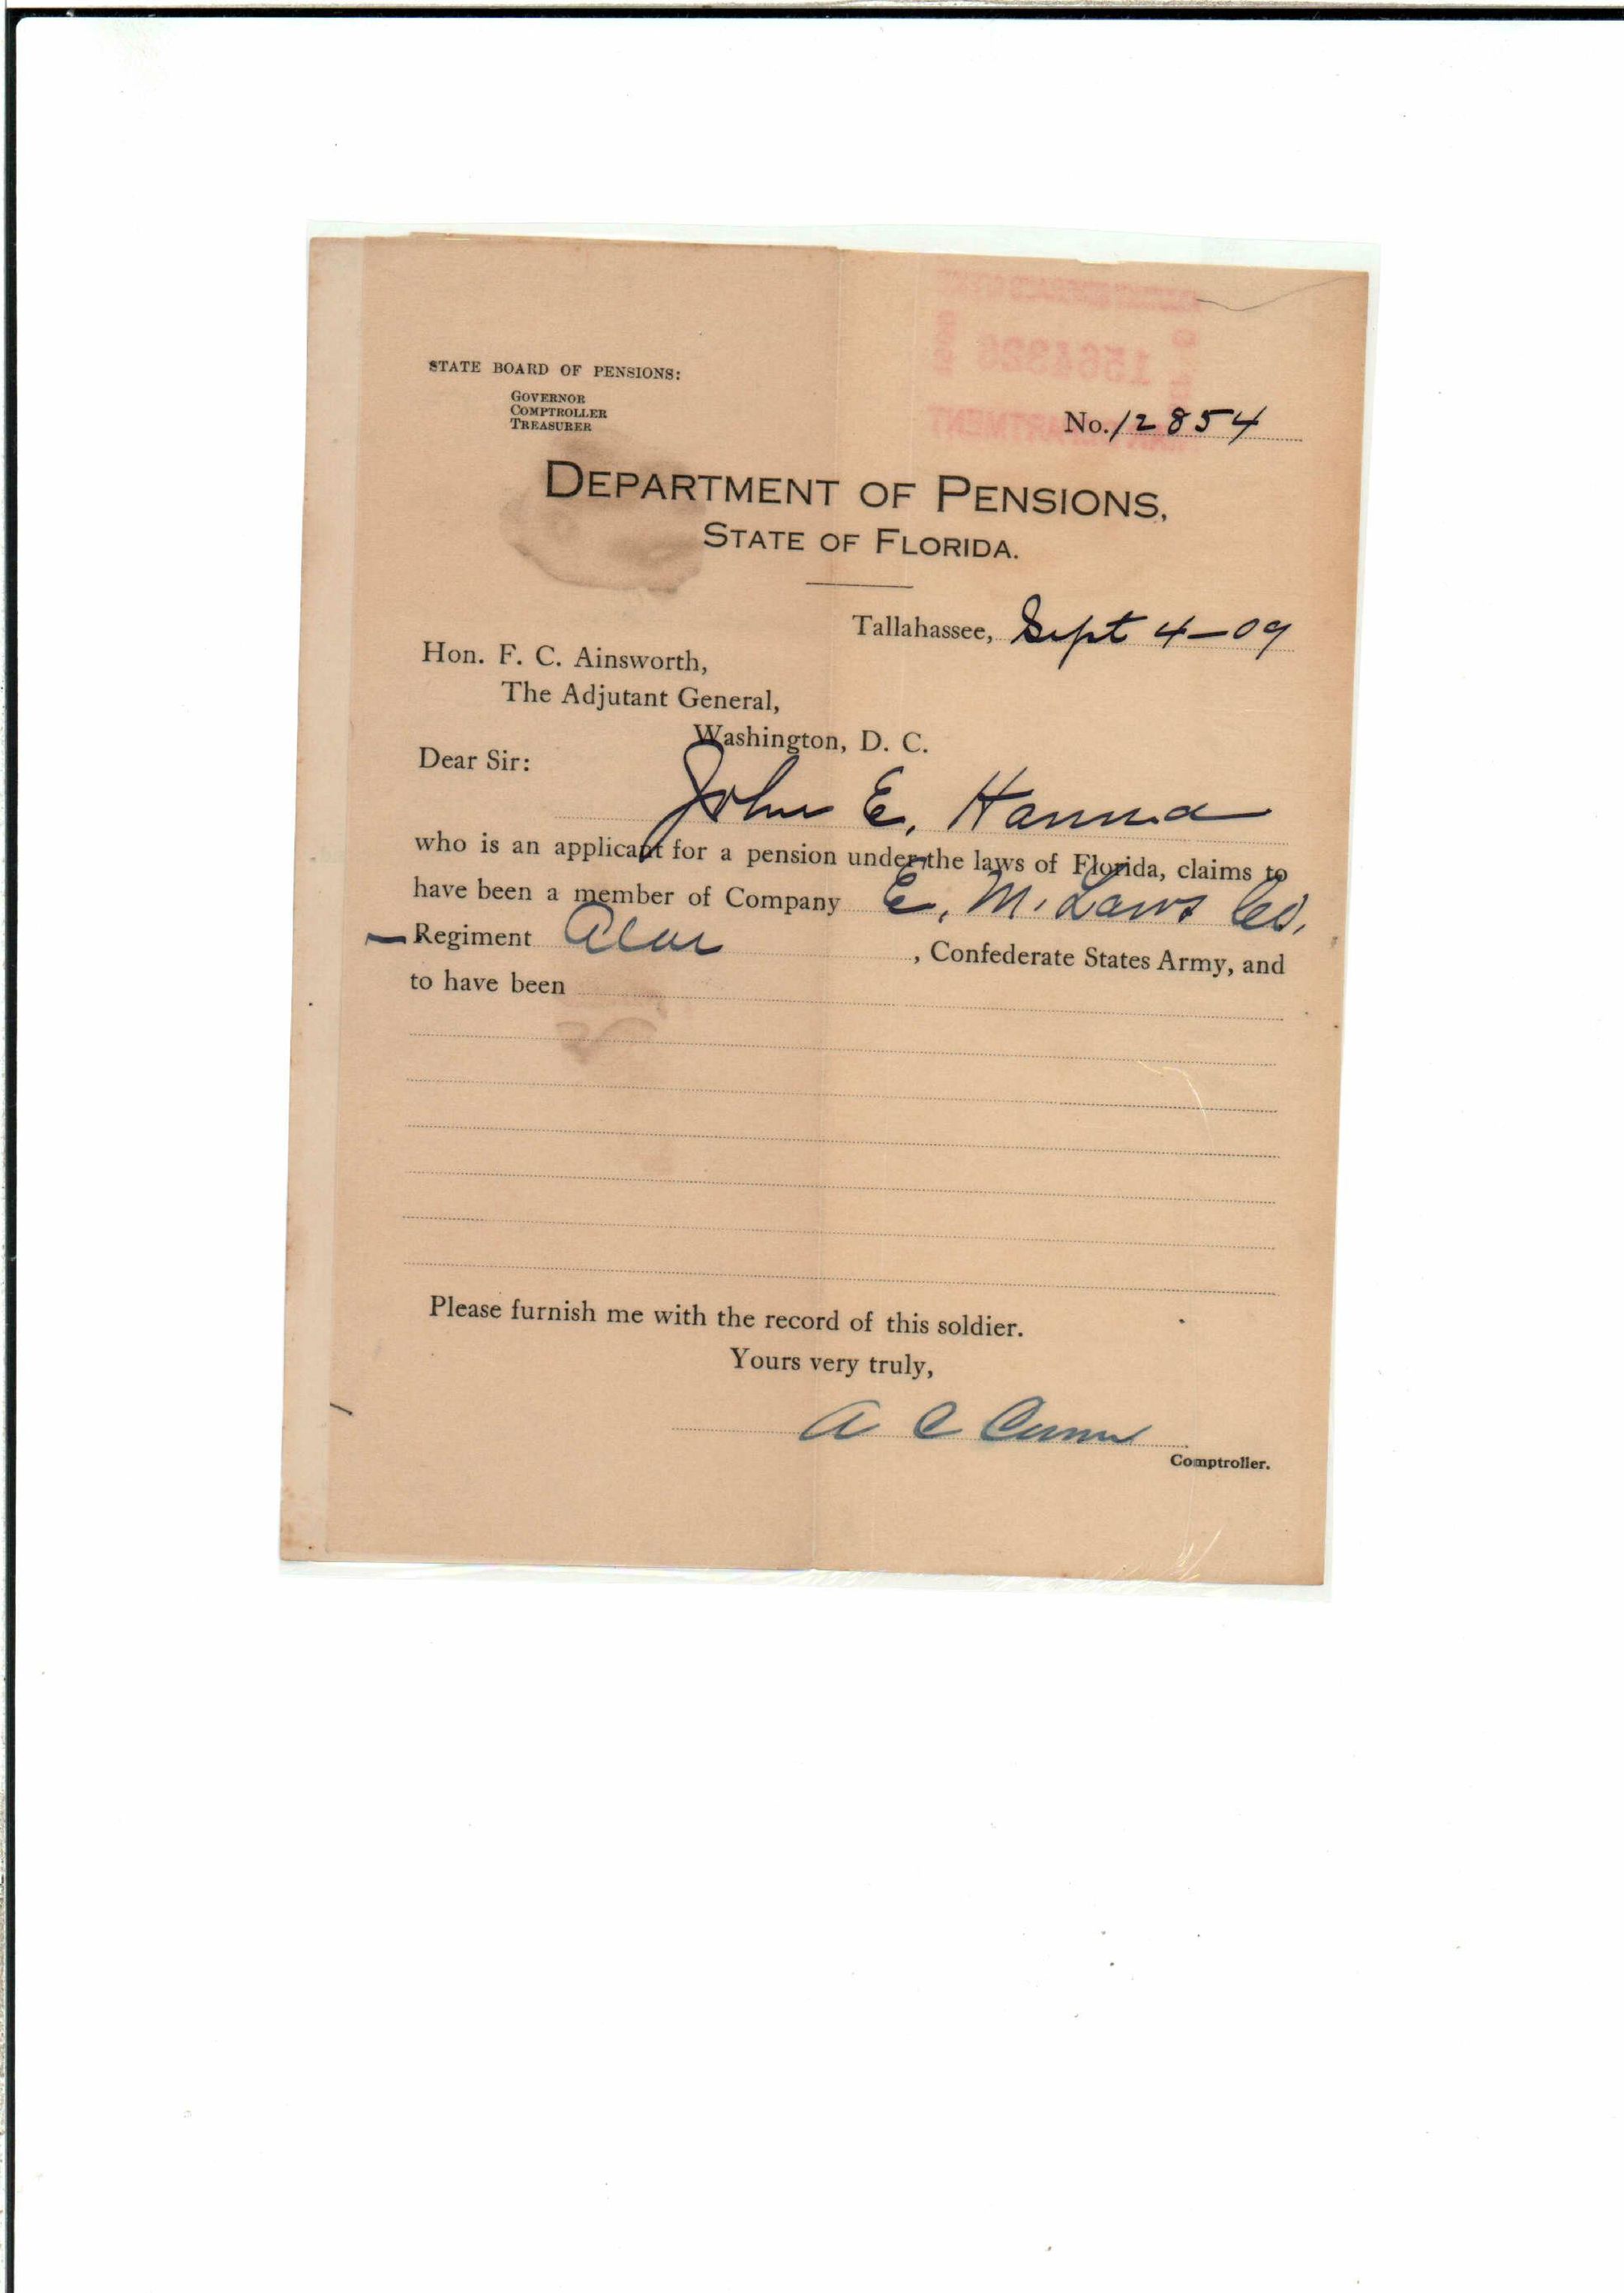 STATE BOARD OF PENSIONS:
GOVERNOR
COMPTROLLER
TREASURER
1564326
No. 12854
DEPARTMENT OF PENSIONS,
STATE OF FLORIDA.
Tallahassee, Sept 4-09
Hon. F. C. Ainsworth,
The Adjutant General,
Washington, D. C.
Dear Sir:
John E. Hanna
who is an applicant for a pension under the laws of Florida, claims to
have been a member of Company E, M. Laws Co.
Regiment Ala , Confederate States Army, and
to have been
Please furnish me with the record of this soldier.
Yours very truly,
A C
Comptroller.